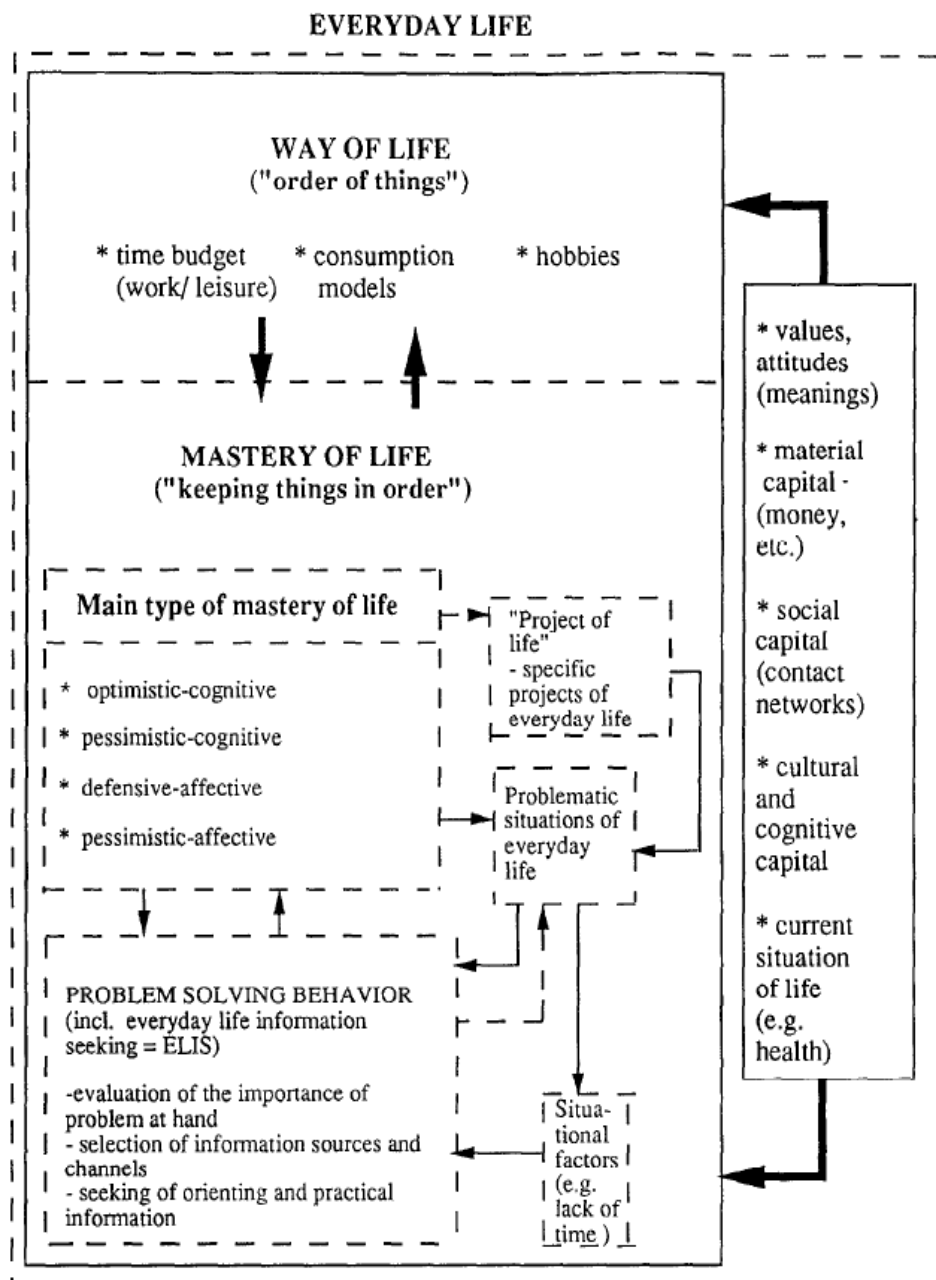 EVERYDAY LIFE
WAY OF LIFE
("order of things")
* time budget
(work/ leisure)
* consumption
models
* hobbies
MASTERY OF LIFE
("keeping things in order")
Main type of mastery of life
* optimistic-cognitive
* pessimistic-cognitive
* defensive-affective
* pessimistic-affective
"Project of
life"
- specific
projects of
everyday life
Problematic
situations of
everyday
life
PROBLEM SOLVING BEHAVIOR
(incl. everyday life information
seeking = ELIS)
-evaluation of the importance of
problem at hand
- selection of information sources and
channels
- seeking of orienting and practical
information
Situa-
tional
factors
(e.g.
lack of
time )
* values,
attitudes
(meanings)
* material
capital -
(money,
etc.)
* social
capital
(contact
networks)
* cultural
and
cognitive
capital
* current
situation
of life
(e.g.
health)